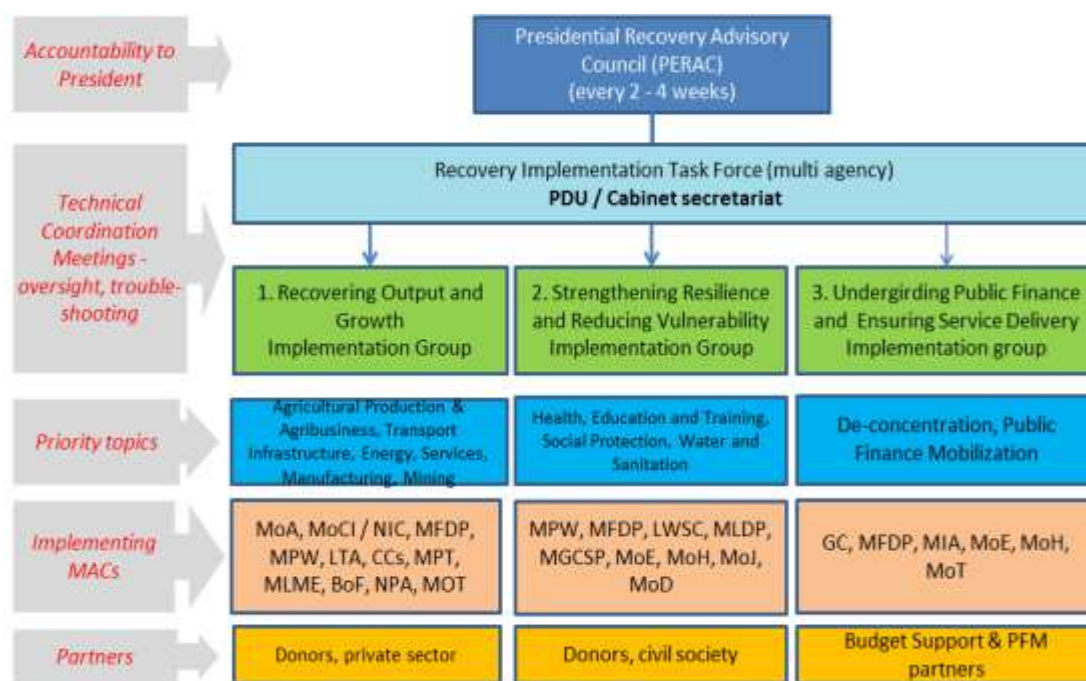 Accountability to
President
Presidential Recovery Advisory
Council (PERAC)
(every 2 - 4 weeks)
Technical
Coordination
Meetings -
oversight, trouble-
shooting
Recovery Implementation Task Force (multi agency)
PDU / Cabinet secretariat
1. Recovering Output and
Growth
Implementation Group
2. Strengthening Resilience
and Reducing Vulnerability
Implementation Group
3. Undergirding Public Finance
and Ensuring Service Delivery
Implementation group
Priority topics
Agricultural Production &
Agribusiness, Transport
Infrastructure, Energy, Services,
Manufacturing, Mining
Health, Education and Training,
Social Protection, Water and
Sanitation
De-concentration, Public
Finance Mobilization
Implementing
MACs
MoA, MoCI / NIC, MFDP,
MPW, LTA, CCs, MPT,
MLME, BoF, NPA, MOT
MPW, MFDP, LWSC, MLDP,
MGCSP, MoE, MoH, MoJ,
MoD
GC, MFDP, MIA, MoE, MoH,
MoT
Partners
Donors, private sector
Donors, civil society
Budget Support & PFM
partners